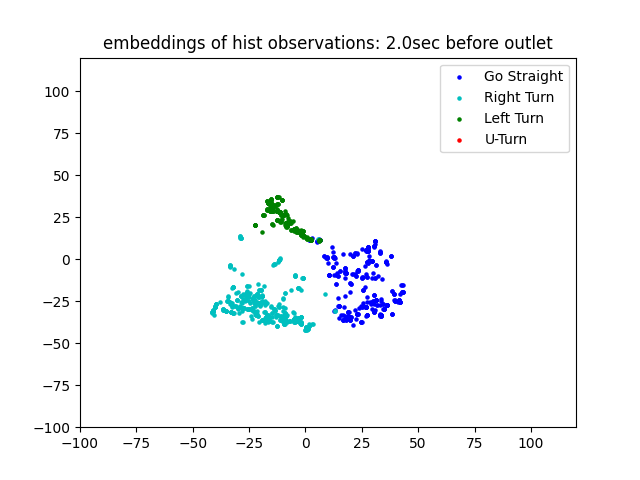 embeddings of hist observations: 2.0sec before outlet
Go Straight
Right Turn
Left Turn
U-Turn
100
75
50
25
0
−25
−50
−75
−100
−100 −75 −50 −25 0 25 50 75 100